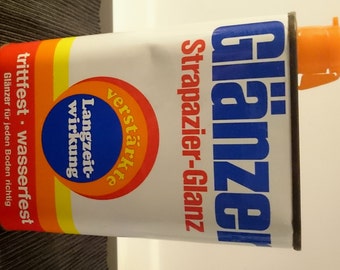 Glänzer
Strapazier-Glanz
verstärkte
Langzeit-
wirkung
trittfest · wasserfest
Glänzer für jeden Boden richtig